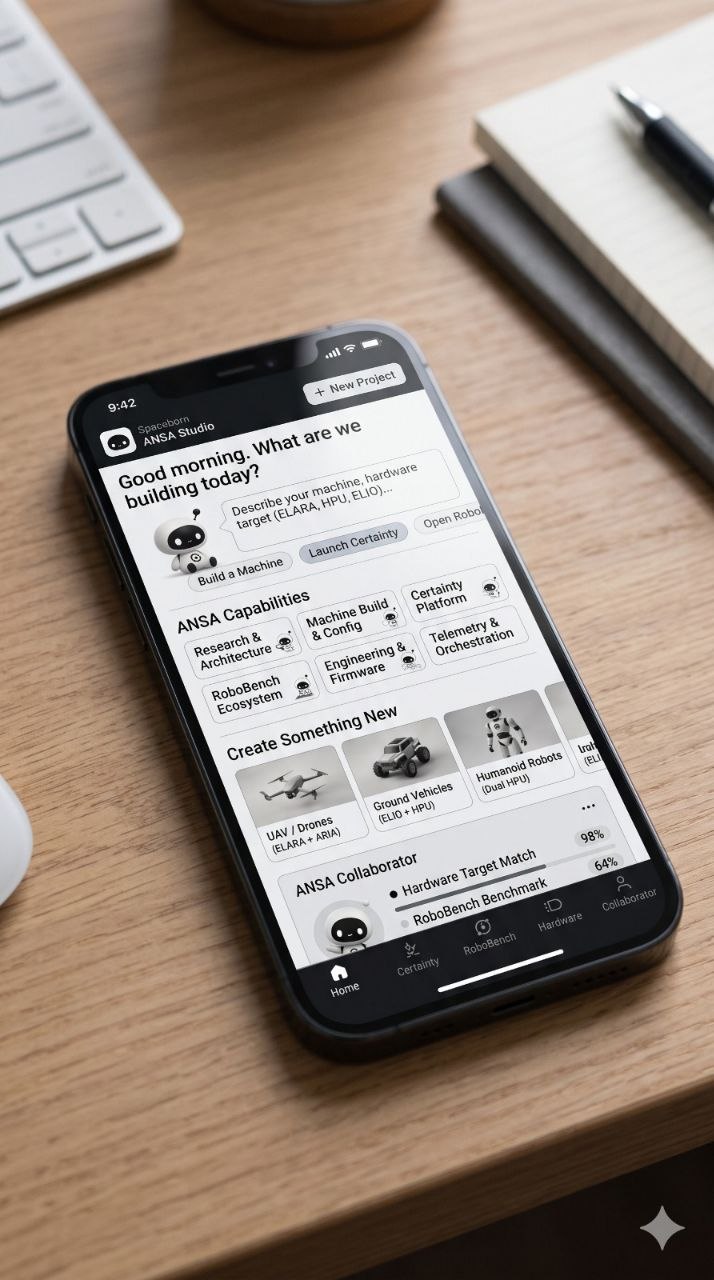 9:42
Spaceborn
ANSA Studio
+ New Project
Good morning. What are we
building today?
Describe your machine, hardware
target (ELARA, HPU, ELIO)...
Build a Machine
Launch Certainty
Open Robo
ANSA Capabilities
Research &
Architecture
Machine Build
& Config
Certainty
Platform
RoboBench
Ecosystem
Engineering &
Firmware
Telemetry &
Orchestration
Create Something New
UAV / Drones
(ELARA + ARIA)
Ground Vehicles
(ELIO + HPU)
Humanoid Robots
(Dual HPU)
(ELI
ANSA Collaborator
Hardware Target Match
98%
RoboBench Benchmark
64%
Home
Certainty
RoboBench
Hardware
Collaborator